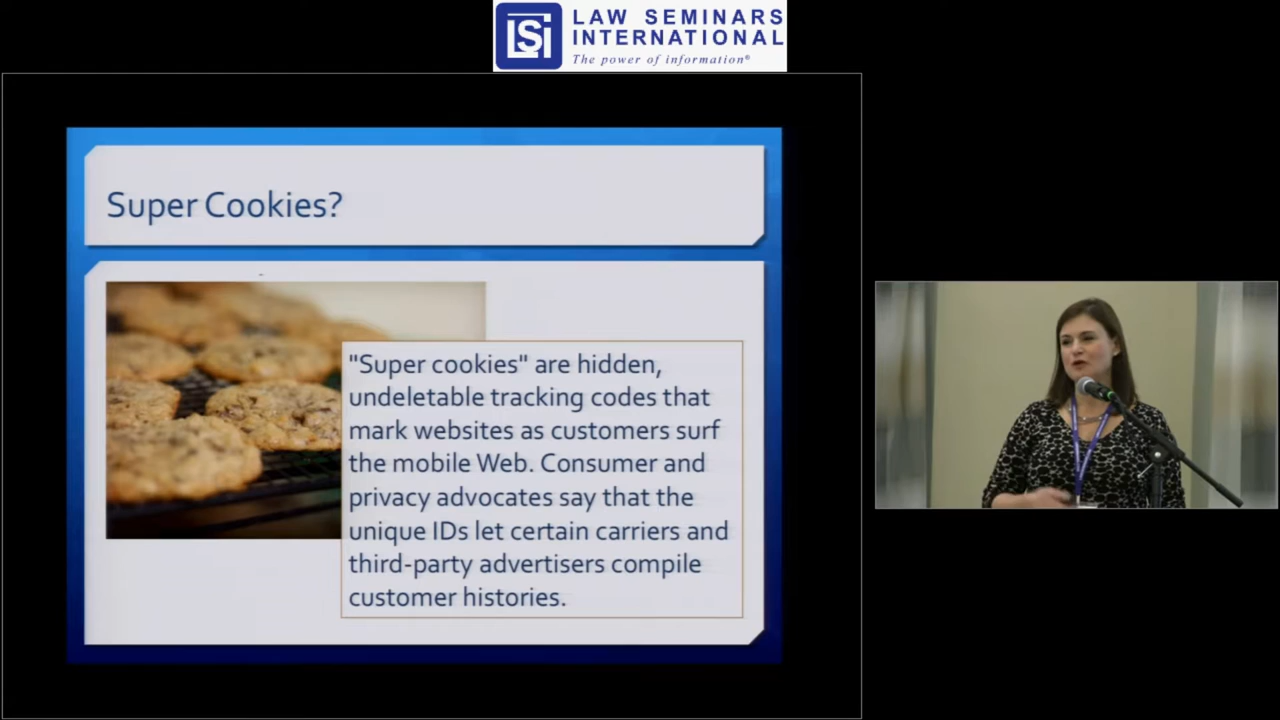 LSi
LAW SEMINARS
INTERNATIONAL
The power of information®
Super Cookies?
"Super cookies" are hidden,
undeletable tracking codes that
mark websites as customers surf
the mobile Web. Consumer and
privacy advocates say that the
unique IDs let certain carriers and
third-party advertisers compile
customer histories.